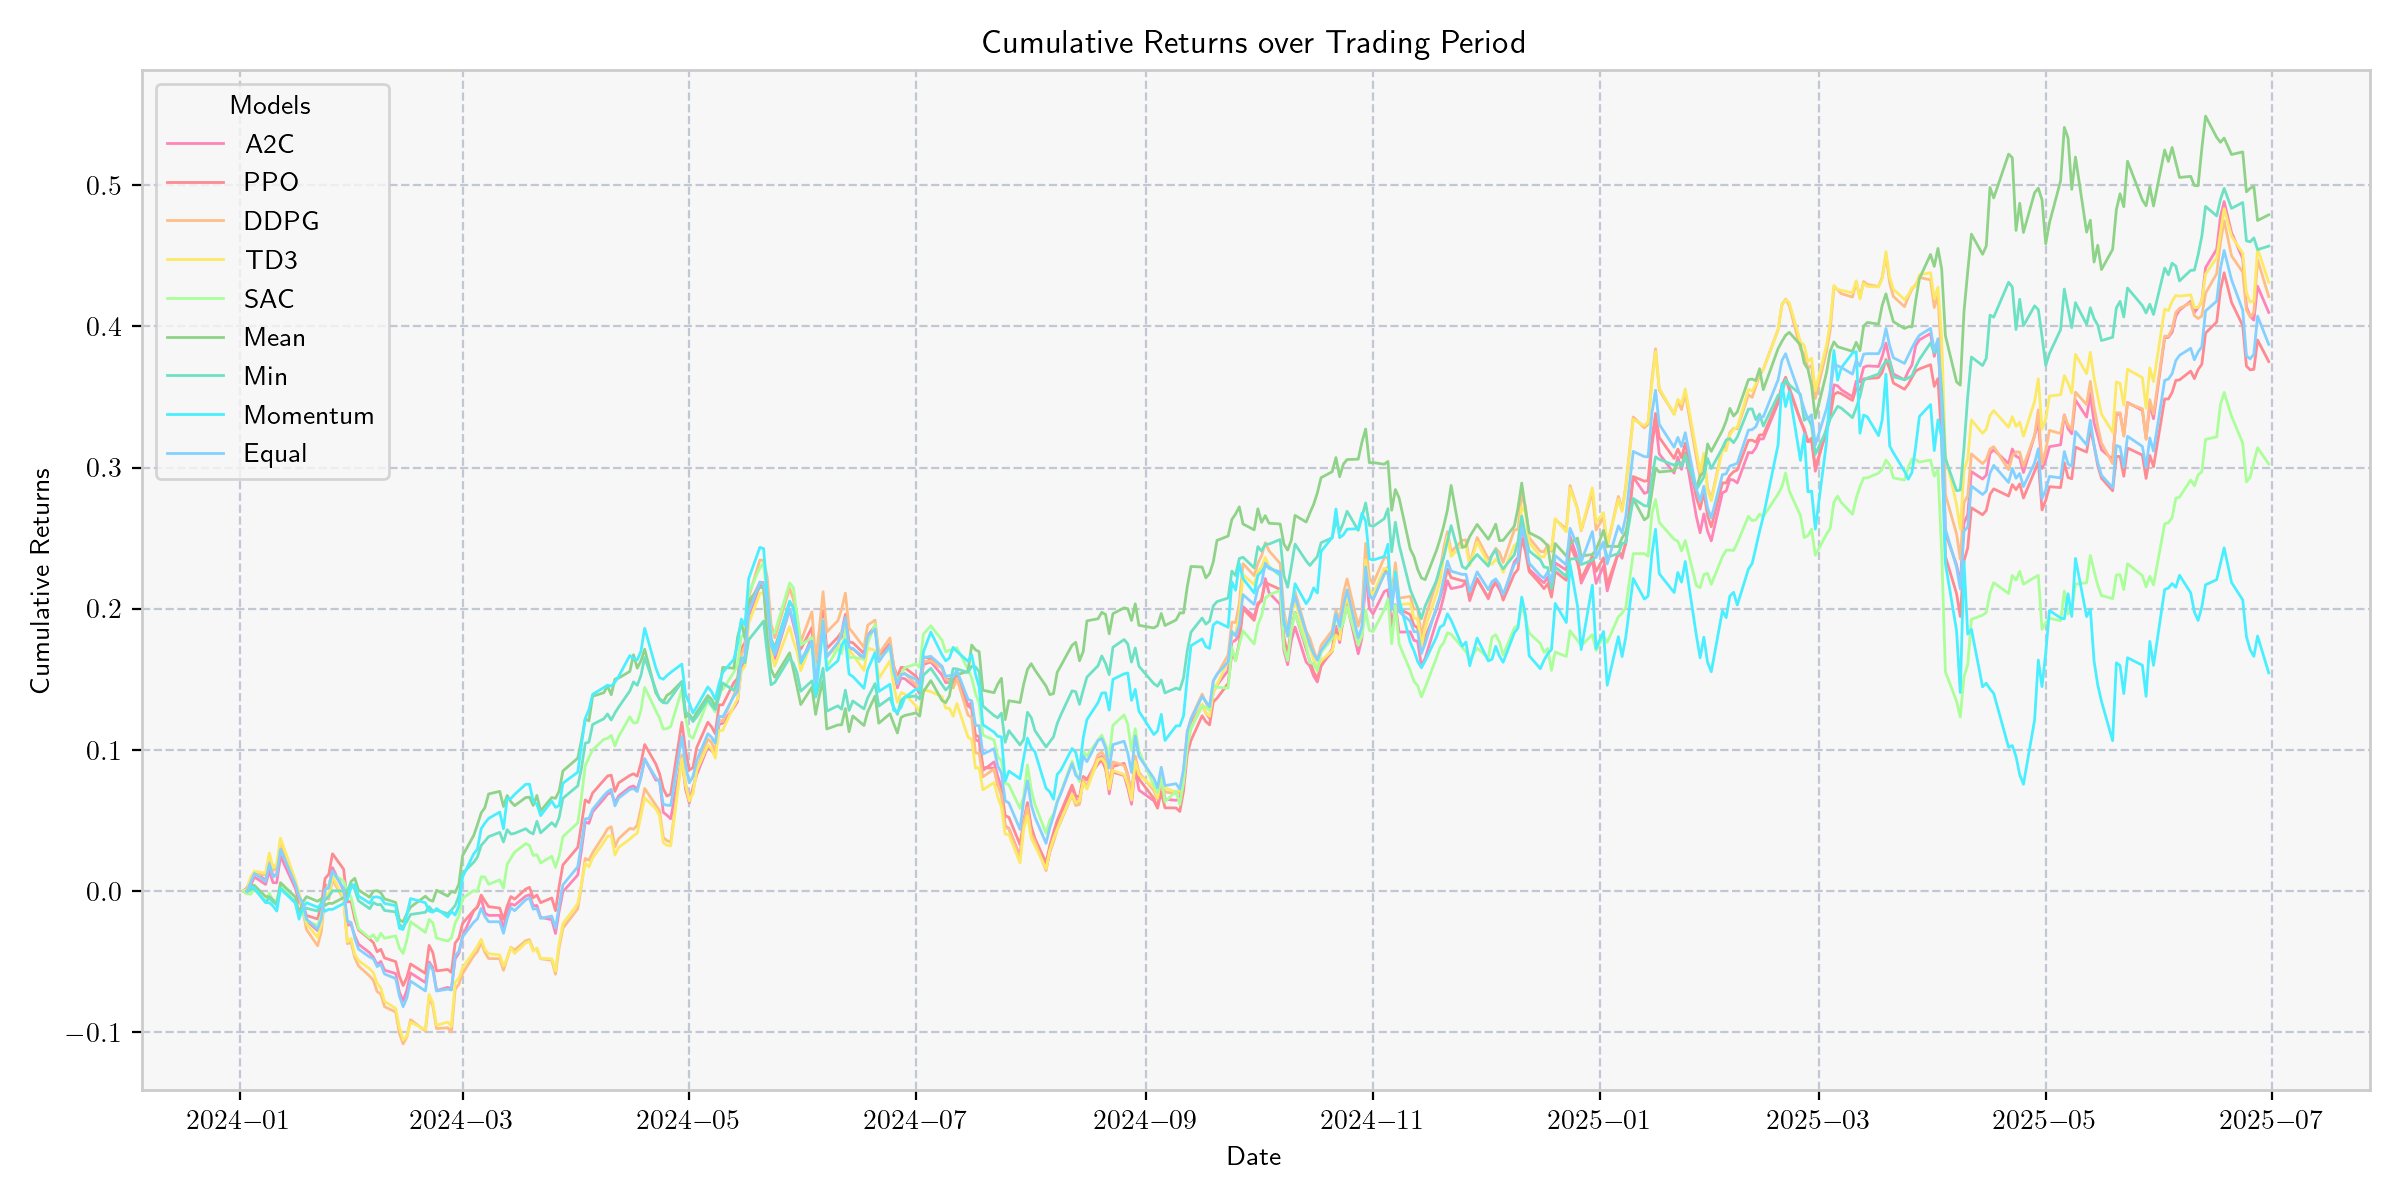 Cumulative Returns over Trading Period
Models
A2C
PPO
DDPG
TD3
SAC
Mean
Min
Momentum
Equal
Cumulative Returns
0.5
0.4
0.3
0.2
0.1
0.0
−0.1
2024−01
2024−03
2024−05
2024−07
2024−09
2024−11
2025−01
2025−03
2025−05
2025−07
Date